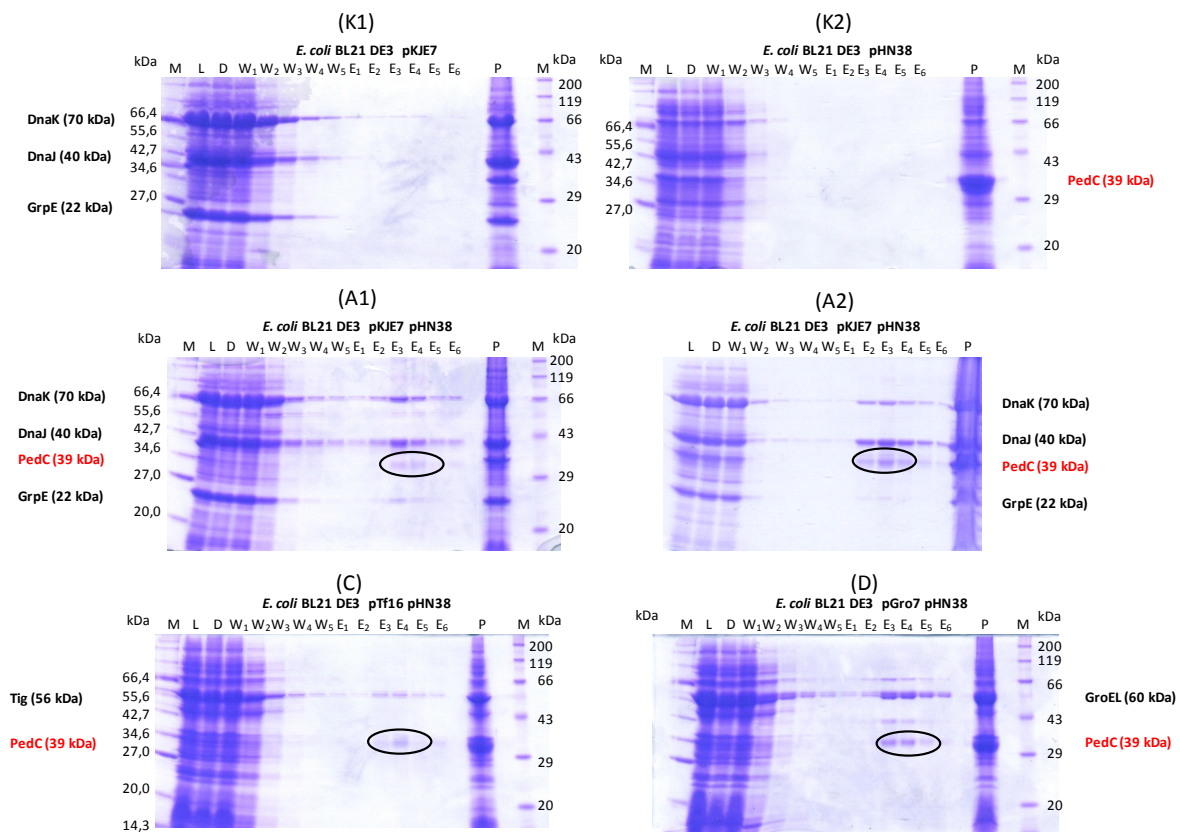 (K1)
E. coli BL21 DE3 pKJE7
kDa
M L D W1 W2 W3 W4 W5 E1 E2 E3 E4 E5 E6 P M
DnaK (70 kDa)
DnaJ (40 kDa)
GrpE (22 kDa)
66,4
55,6
42,7
34,6
27,0
200
119
66
43
29
20
(K2)
E. coli BL21 DE3 pHN38
kDa
M L D W1 W2 W3 W4 W5 E1 E2 E3 E4 E5 E6 P M
66,4
55,6
42,7
34,6
27,0
200
119
66
43
29
20
PedC (39 kDa)
(A1)
E. coli BL21 DE3 pKJE7 pHN38
kDa
kDa
M L D W1 W2 W3 W4 W5 E1 E2 E3 E4 E5 E6 P M
DnaK (70 kDa)
DnaJ (40 kDa)
PedC (39 kDa)
GrpE (22 kDa)
66,4
55,6
42,7
34,6
27,0
20,0
200
119
66
43
29
20
(A2)
E. coli BL21 DE3 pKJE7 pHN38
L D W1 W2 W3 W4 W5 E1 E2 E3 E4 E5 E6 P
DnaK (70 kDa)
DnaJ (40 kDa)
PedC (39 kDa)
GrpE (22 kDa)
(C)
E. coli BL21 DE3 pTf16 pHN38
kDa
kDa
M L D W1 W2 W3 W4 W5 E1 E2 E3 E4 E5 E6 P M
Tig (56 kDa)
PedC (39 kDa)
66,4
55,6
42,7
34,6
27,0
20,0
14,3
200
119
66
43
29
20
(D)
E. coli BL21 DE3 pGro7 pHN38
kDa
kDa
M L D W1 W2 W3 W4 W5 E1 E2 E3 E4 E5 E6 P M
200
119
66
43
29
20
GroEL (60 kDa)
PedC (39 kDa)